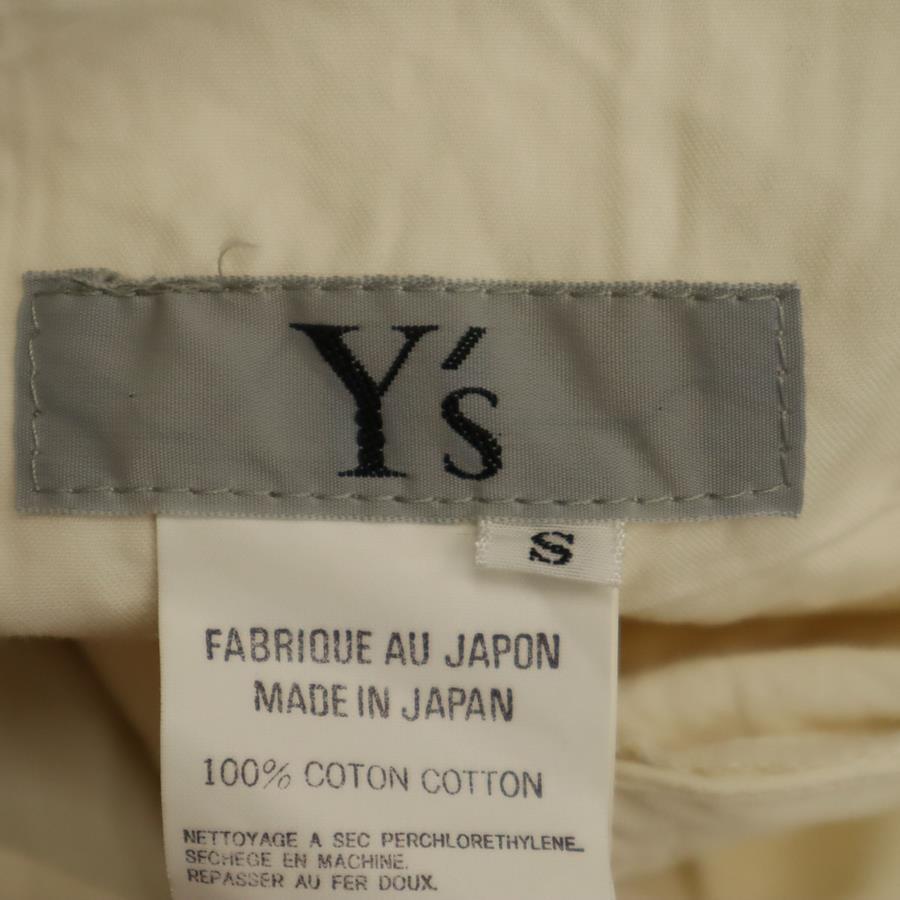 Y's
S
FABRIQUE AU JAPON
MADE IN JAPAN
100% COTON COTTON
NETTOYAGE A SEC PERCHLORETHYLENE.
SECHEGE EN MACHINE.
REPASSER AU FER DOUX.